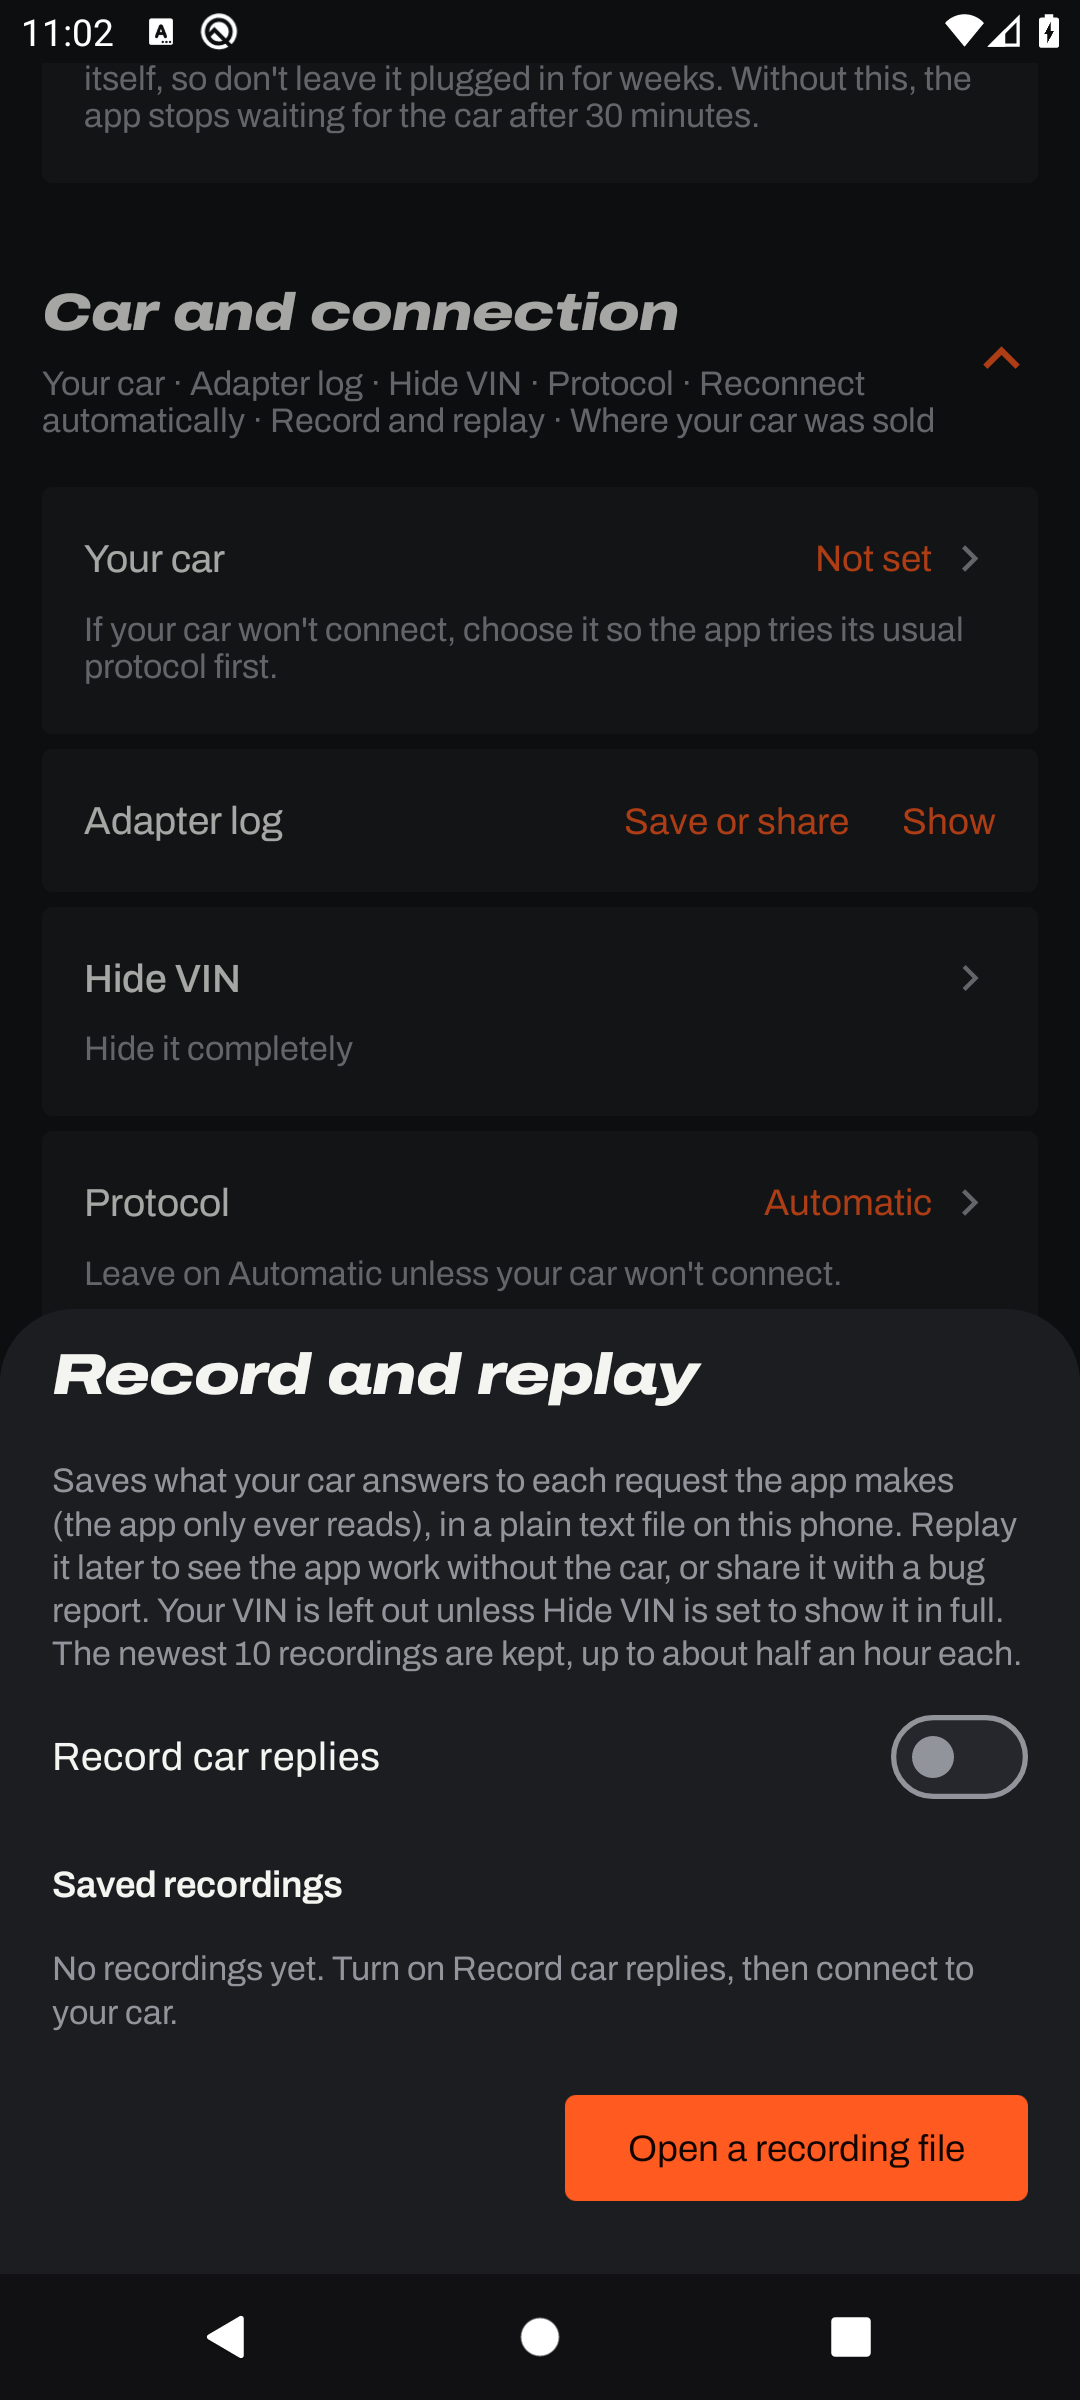 11:02
itself, so don't leave it plugged in for weeks. Without this, the
app stops waiting for the car after 30 minutes.
Car and connection
Your car · Adapter log · Hide VIN · Protocol · Reconnect
automatically · Record and replay · Where your car was sold
Your car Not set
If your car won't connect, choose it so the app tries its usual
protocol first.
Adapter log Save or share Show
Hide VIN
Hide it completely
Protocol Automatic
Leave on Automatic unless your car won't connect.
Record and replay
Saves what your car answers to each request the app makes
(the app only ever reads), in a plain text file on this phone. Replay
it later to see the app work without the car, or share it with a bug
report. Your VIN is left out unless Hide VIN is set to show it in full.
The newest 10 recordings are kept, up to about half an hour each.
Record car replies
Saved recordings
No recordings yet. Turn on Record car replies, then connect to
your car.
Open a recording file